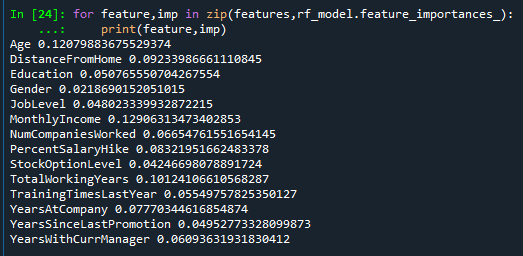 In [24]: for feature,imp in zip(features,rf_model.feature_importances_):
    ...:     print(feature,imp)
Age 0.12079883675529374
DistanceFromHome 0.09233986661110845
Education 0.050765550704267554
Gender 0.0218690152051015
JobLevel 0.048023339932872215
MonthlyIncome 0.12906313473402853
NumCompaniesWorked 0.06654761551654145
PercentSalaryHike 0.08321951662483378
StockOptionLevel 0.04246698078891724
TotalWorkingYears 0.10124106610568287
TrainingTimesLastYear 0.05549757825350127
YearsAtCompany 0.07770344616854874
YearsSinceLastPromotion 0.04952773328099873
YearsWithCurrManager 0.06093631931830412